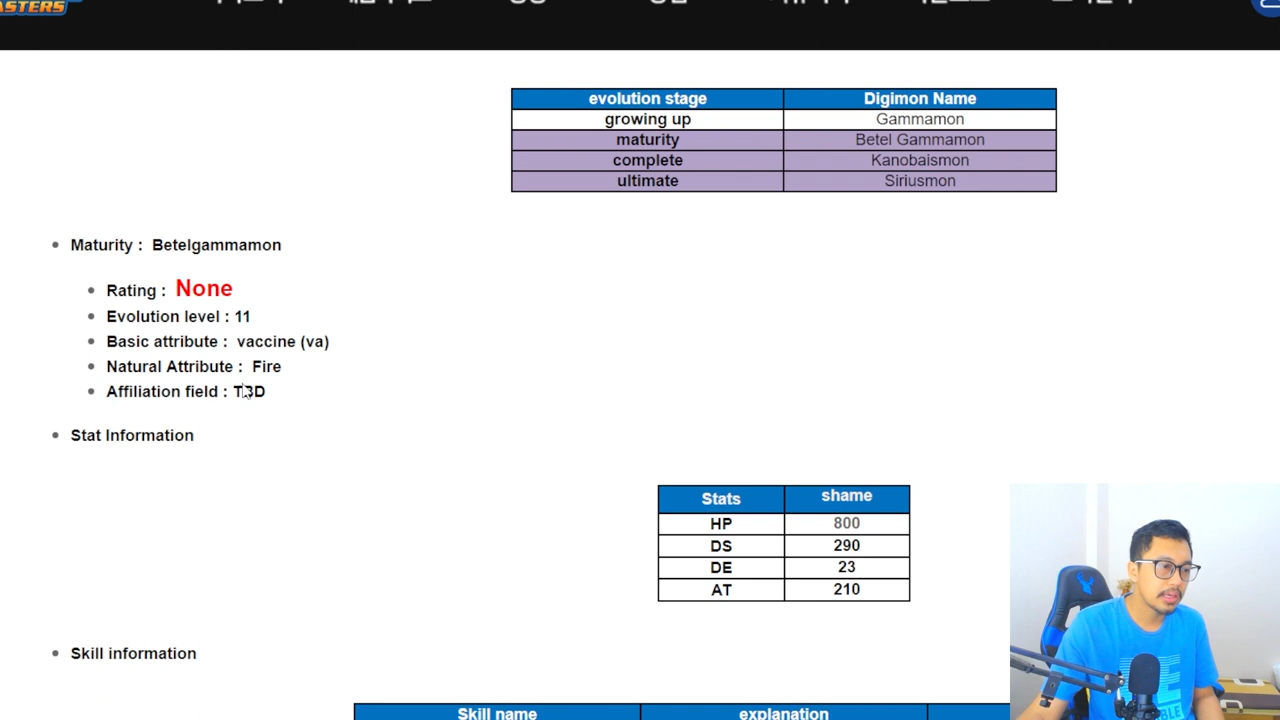 ASTERS
evolution stage Digimon Name
growing up Gammamon
maturity Betel Gammamon
complete Kanobaismon
ultimate Siriusmon
Maturity : Betelgammamon
Rating : None
Evolution level : 11
Basic attribute : vaccine (va)
Natural Attribute : Fire
Affiliation field :
Stat Information
Stats shame
HP 800
DS 290
DE 23
AT 210
Skill information
Skill name explanation